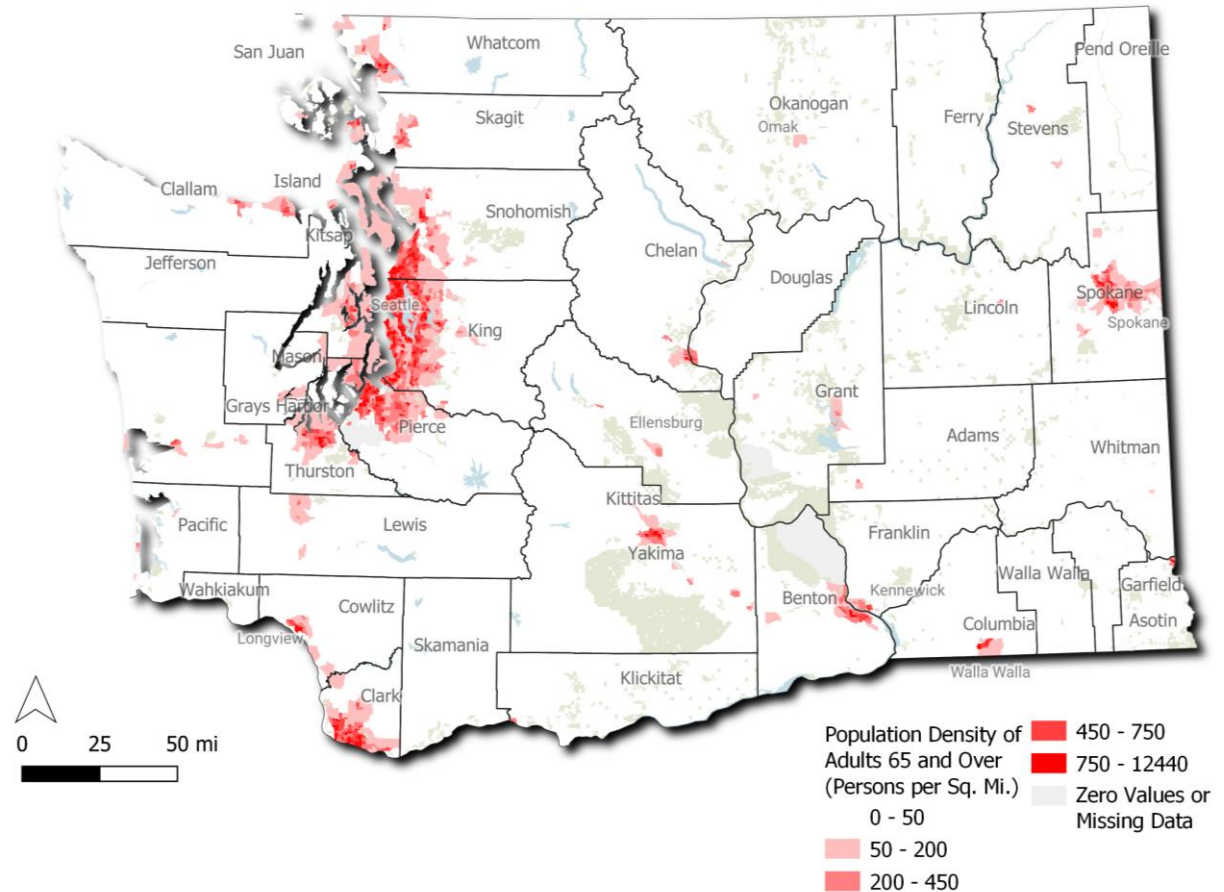 San Juan
Whatcom
Pend Oreille
Skagit
Okanogan
Omak
Ferry
Stevens
Clallam
Island
Snohomish
Kitsap
Chelan
Jefferson
Douglas
Seattle
King
Lincoln
Spokane
Spokane
Mason
Grays Harbor
Pierce
Ellensburg
Grant
Adams
Whitman
Thurston
Kittitas
Pacific
Lewis
Franklin
Yakima
Walla Walla
Wahkiakum
Cowlitz
Benton
Kennewick
Garfield
Longview
Skamania
Columbia
Asotin
Klickitat
Walla Walla
Clark
0 25 50 mi
Population Density of
Adults 65 and Over
(Persons per Sq. Mi.)
0 - 50
50 - 200
200 - 450
450 - 750
750 - 12440
Zero Values or
Missing Data